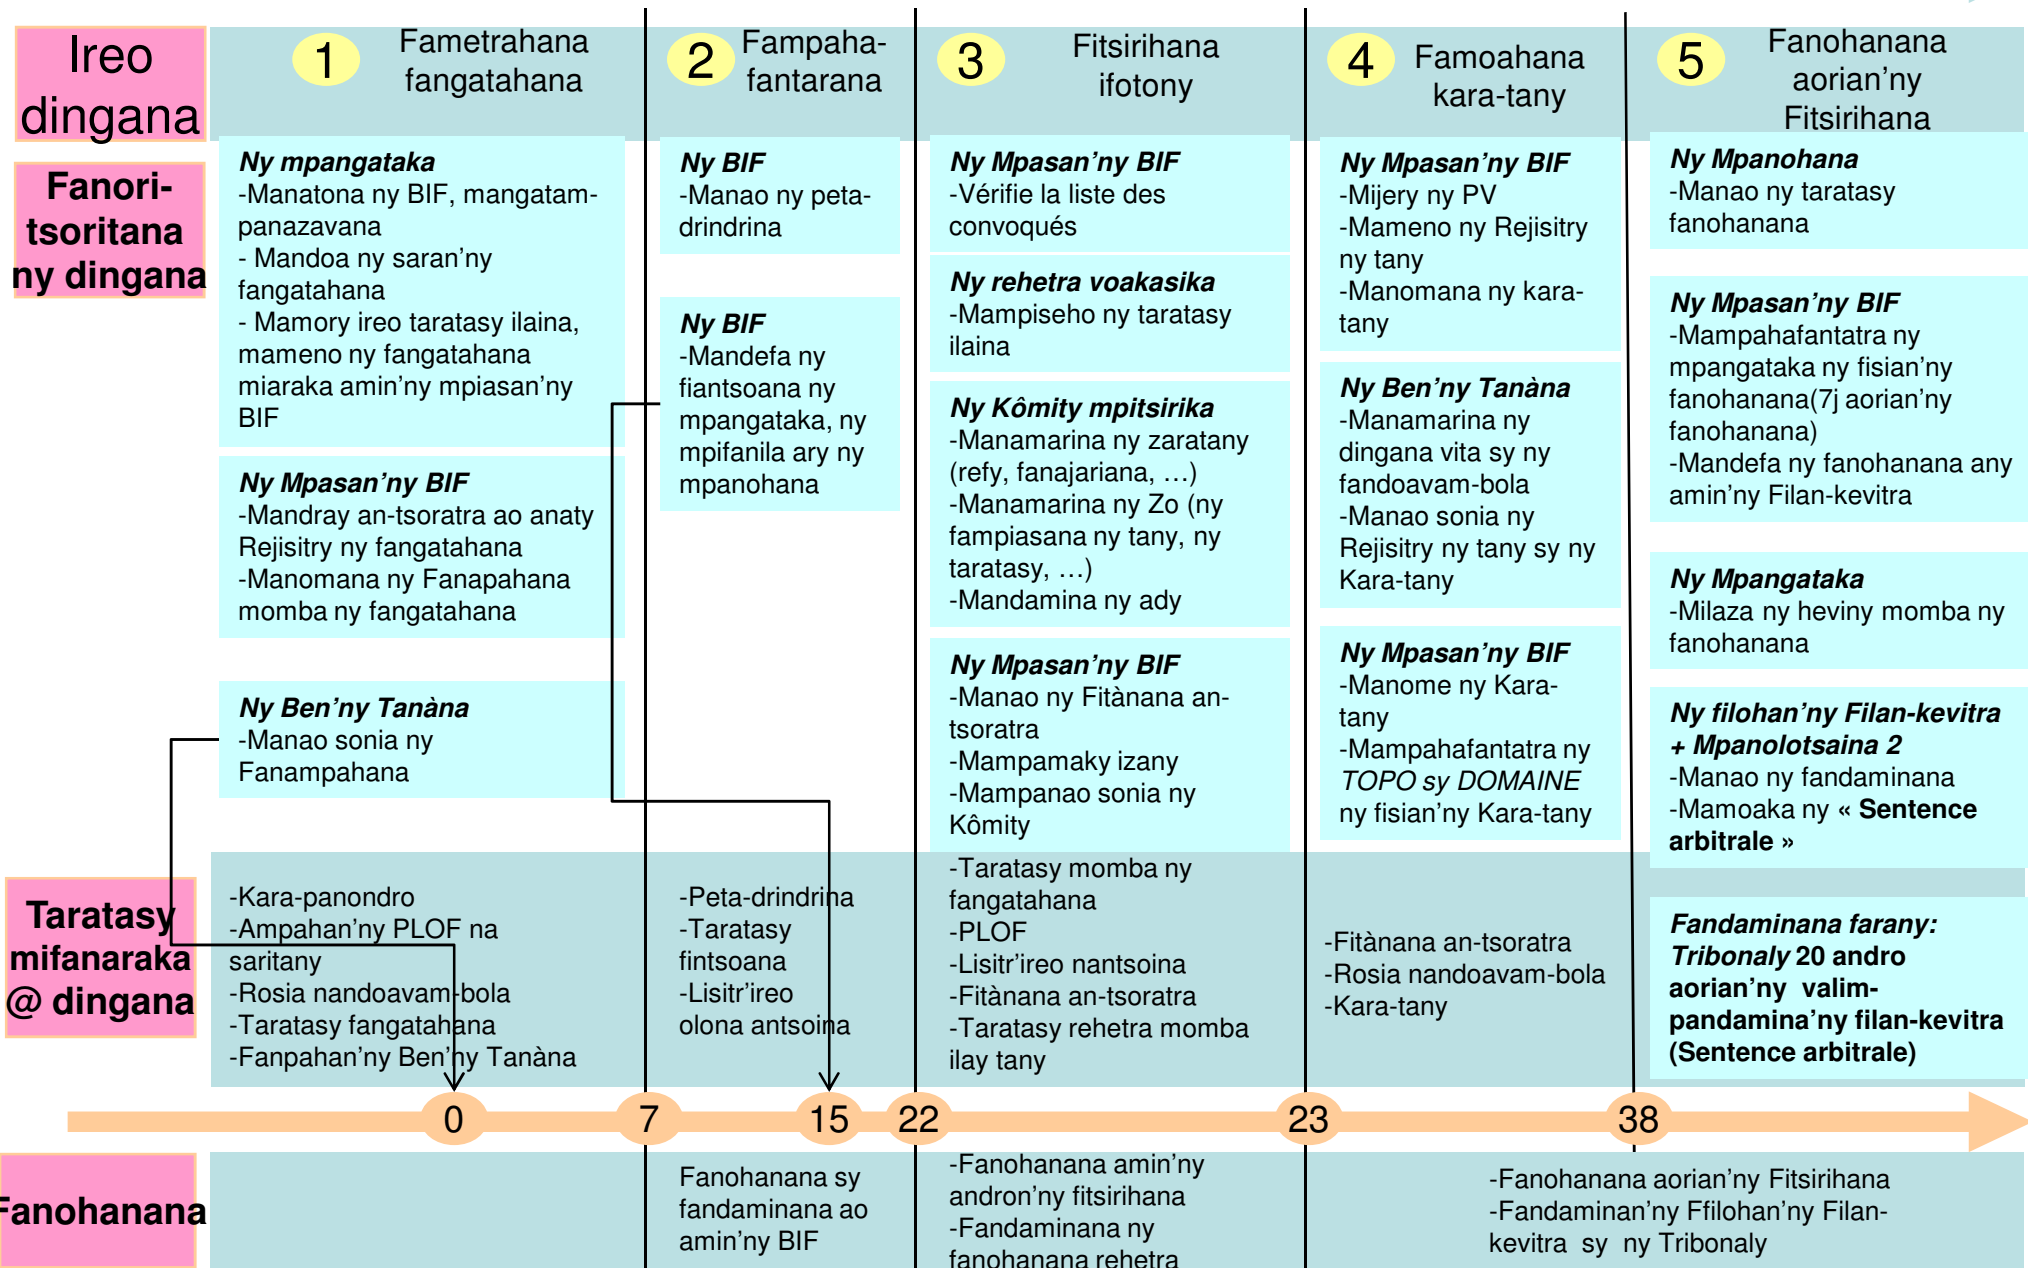 Ireo
dingana
1
Fametrahana
fangatahana
2
Fampaha-
fantarana
3
Fitsirihana
ifotony
4
Famoahana
kara-tany
5
Fanohanana
aorian’ny
Fitsirihana
Fanori-
tsoritana
ny dingana
Ny mpangataka
-Manatona ny BIF, mangatam-
panazavana
- Mandoa ny saran’ny
fangatahana
- Mamory ireo taratasy ilaina,
mameno ny fangatahana
miaraka amin’ny mpiasan’ny
BIF
Ny Mpasan’ny BIF
-Mandray an-tsoratra ao anaty
Rejisitry ny fangatahana
-Manomana ny Fanapahana
momba ny fangatahana
Ny Ben’ny Tanàna
-Manao sonia ny
Fanampahana
Ny BIF
-Manao ny peta-
drindrina
Ny BIF
-Mandefa ny
fiantsoana ny
mpangataka, ny
mpifanila ary ny
mpanohana
Ny Mpasan’ny BIF
-Vérifie la liste des
convoqués
Ny rehetra voakasika
-Mampiseho ny taratasy
ilaina
Ny Kômity mpitsirika
-Manamarina ny zaratany
(refy, fanajariana, …)
-Manamarina ny Zo (ny
fampiasana ny tany, ny
taratasy, …)
-Mandamina ny ady
Ny Mpasan’ny BIF
-Manao ny Fitànana an-
tsoratra
-Mampamaky izany
-Mampanao sonia ny
Kômity
Ny Mpasan’ny BIF
-Mijery ny PV
-Mameno ny Rejisitry
ny tany
-Manomana ny kara-
tany
Ny Ben’ny Tanàna
-Manamarina ny
dingana vita sy ny
fandoavam-bola
-Manao sonia ny
Rejisitry ny tany sy ny
Kara-tany
Ny Mpasan’ny BIF
-Manome ny Kara-
tany
-Mampahafantatra ny
TOPO sy DOMAINE
ny fisian’ny Kara-tany
Ny Mpanohana
-Manao ny taratasy
fanohanana
Ny Mpasan’ny BIF
-Mampahafantatra ny
mpangataka ny fisian’ny
fanohanana(7j aorian’ny
fanohanana)
-Mandefa ny fanohanana any
amin’ny Filan-kevitra
Ny Mpangataka
-Milaza ny heviny momba ny
fanohanana
Ny filohan’ny Filan-kevitra
+ Mpanolotsaina 2
-Manao ny fandaminana
-Mamoaka ny « Sentence
arbitrale »
Fandaminana farany:
Tribonaly 20 andro
aorian’ny  valim-
pandamina’ny filan-kevitra
(Sentence arbitrale)
Taratasy
mifanaraka
@ dingana
-Kara-panondro
-Ampahan’ny PLOF na
saritany
-Rosia nandoavam-bola
-Taratasy fangatahana
-Fanpahan’ny Ben’ny Tanàna
-Peta-drindrina
-Taratasy
fintsoana
-Lisitr’ireo
olona antsoina
-Taratasy momba ny
fangatahana
-PLOF
-Lisitr’ireo nantsoina
-Fitànana an-tsoratra
-Taratasy rehetra momba
ilay tany
-Fitànana an-tsoratra
-Rosia nandoavam-bola
-Kara-tany
0
7
15
22
23
38
Fanohanana
Fanohanana sy
fandaminana ao
amin’ny BIF
-Fanohanana amin’ny
andron’ny fitsirihana
-Fandaminana ny
fanohanana rehetra
-Fanohanana aorian’ny Fitsirihana
-Fandaminan’ny Ffilohan’ny Filan-
kevitra  sy  ny Tribonaly